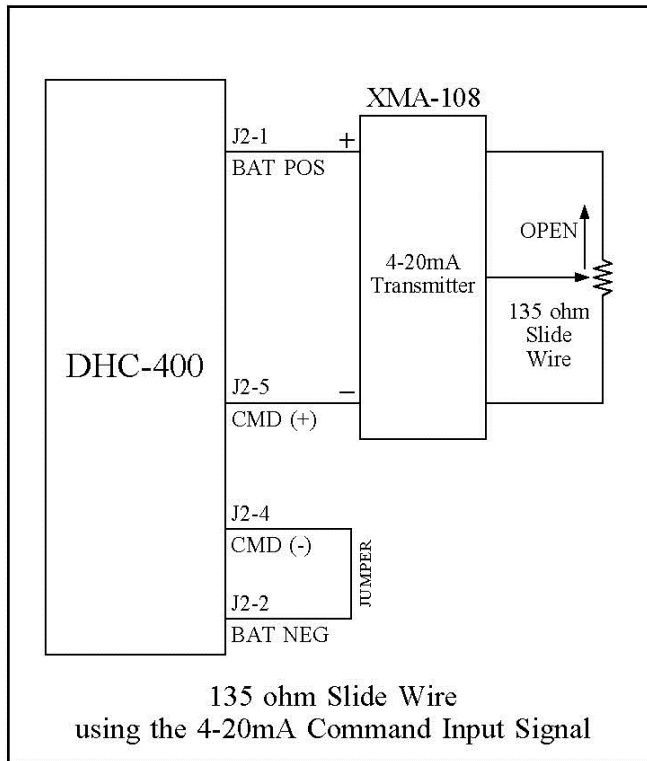 XMA-108
J2-1
+
BAT POS
OPEN
4-20mA
Transmitter
135 ohm
Slide
Wire
DHC-400
J2-5
−
CMD (+)
J2-4
CMD (-)
JUMPER
J2-2
BAT NEG
135 ohm Slide Wire
using the 4-20mA Command Input Signal